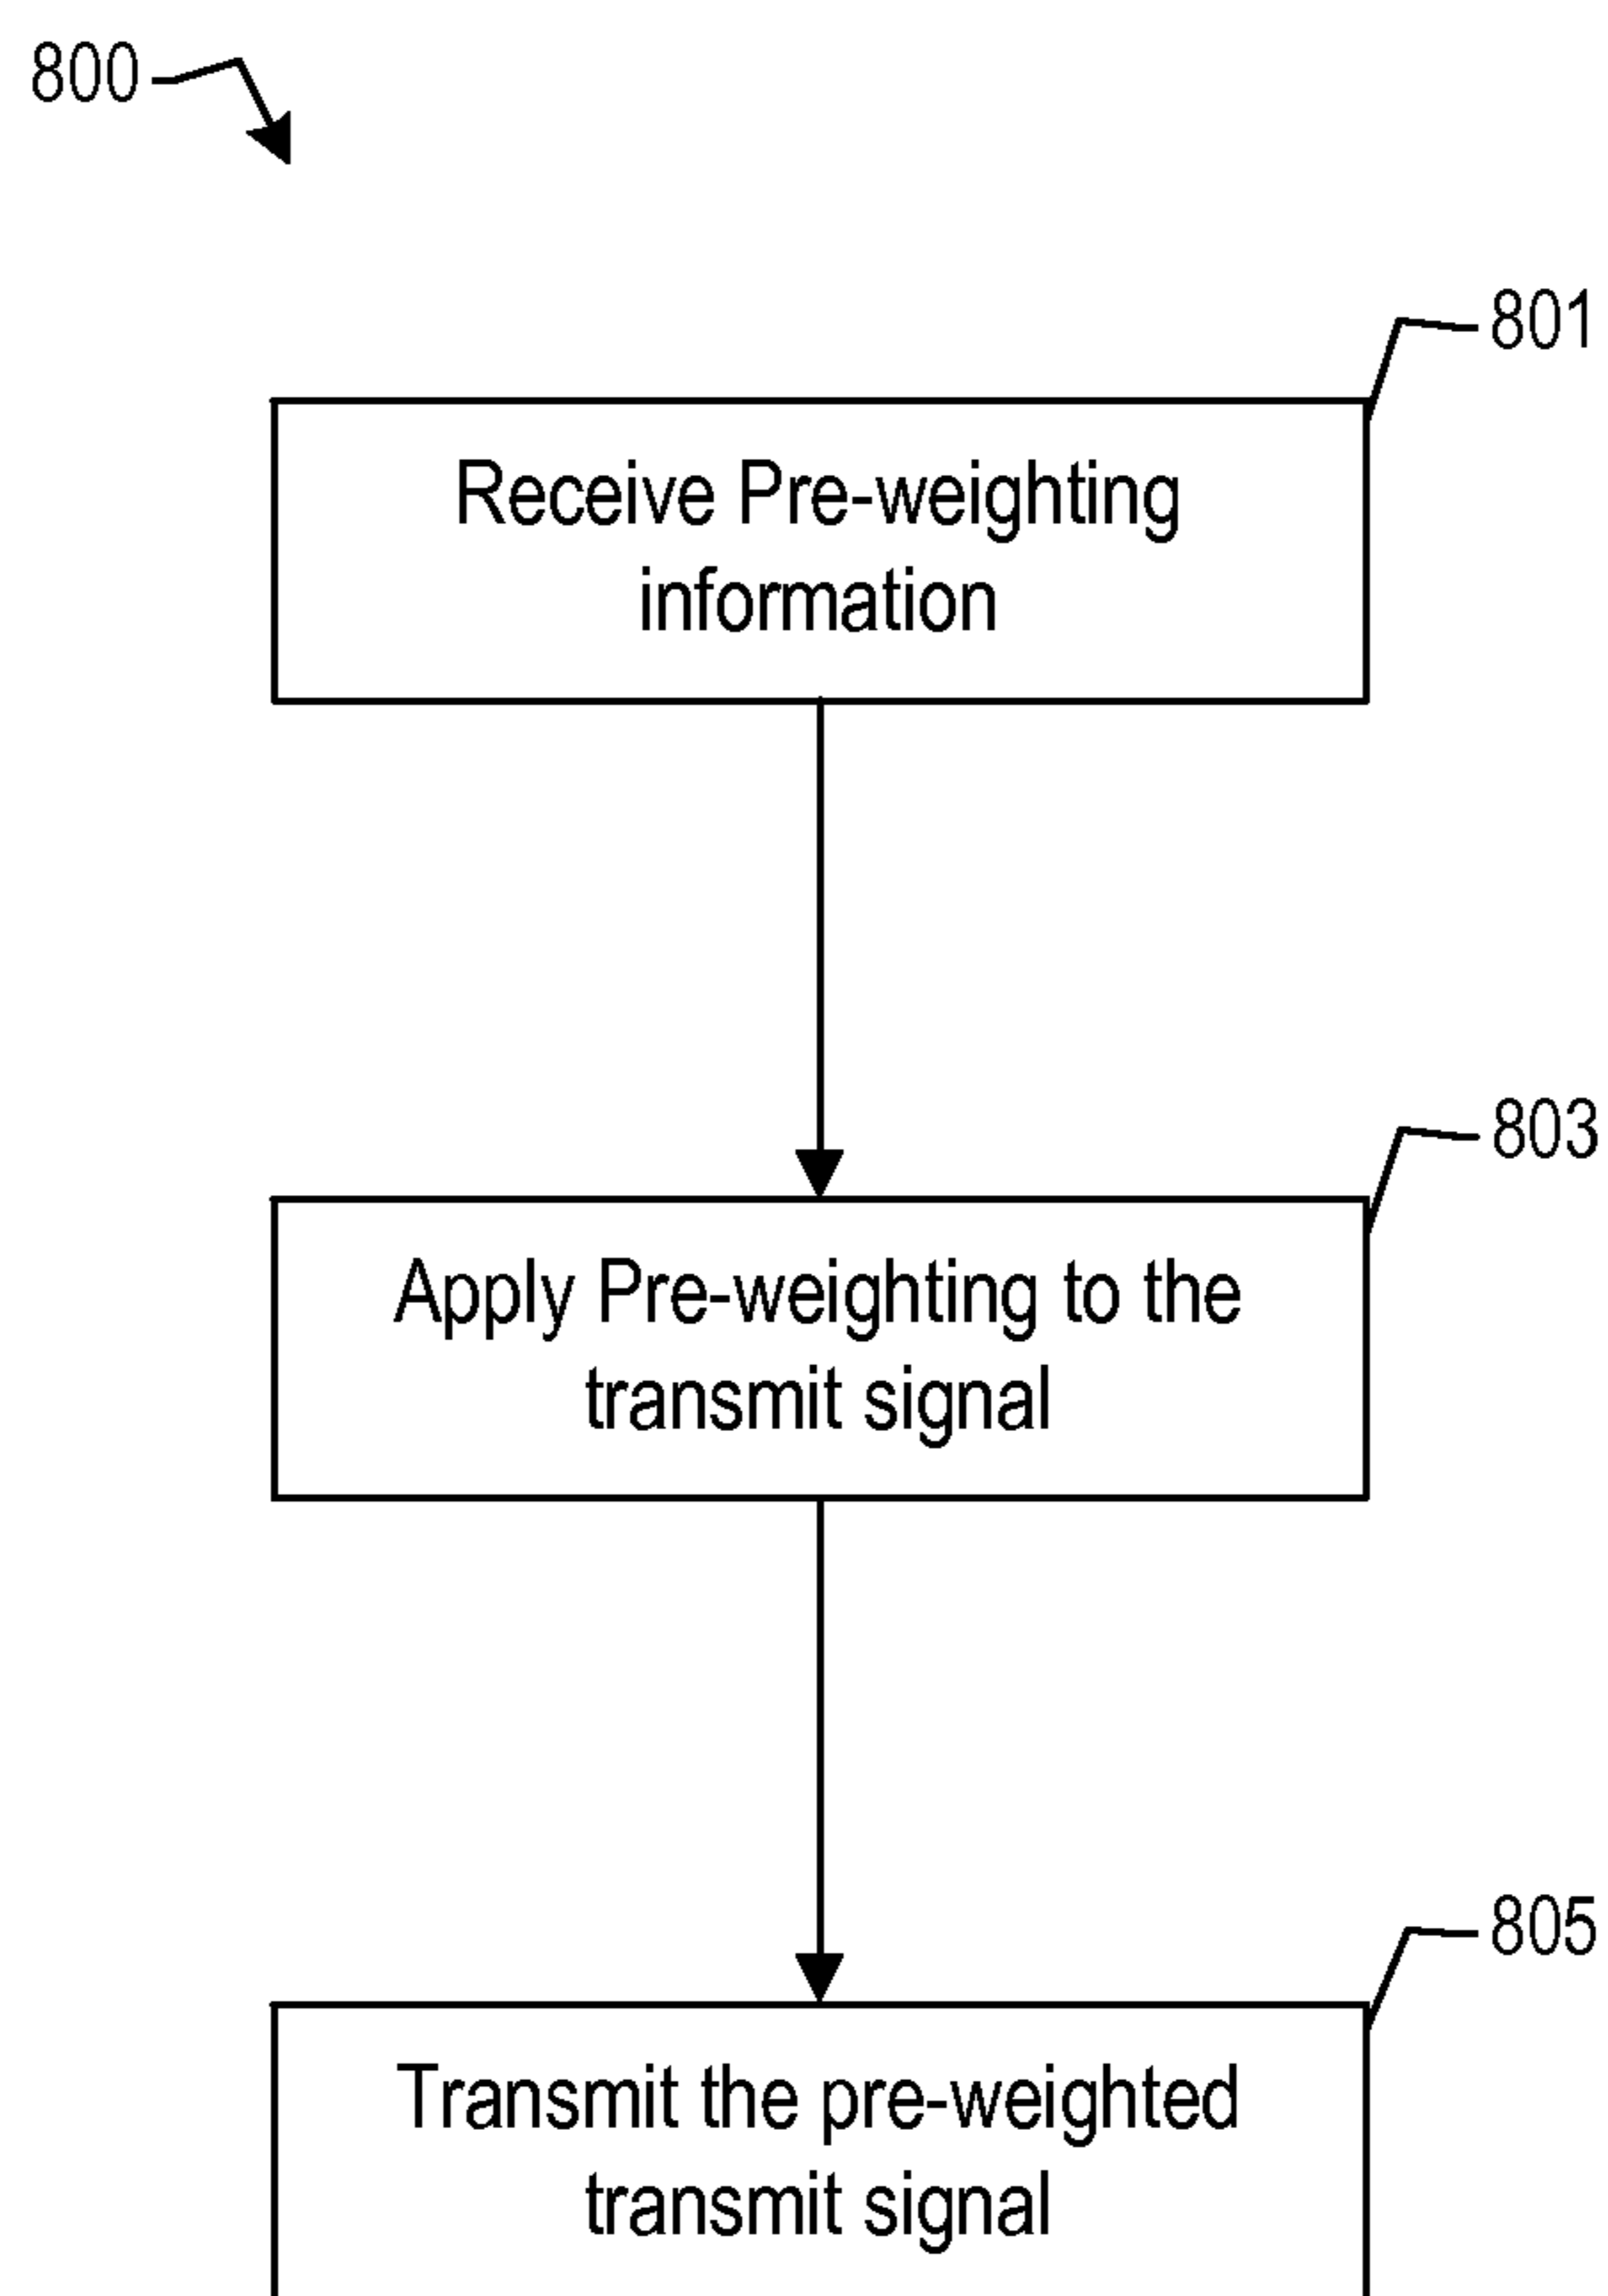 800
801
Receive Pre-weighting
information
803
Apply Pre-weighting to the
transmit signal
805
Transmit the pre-weighted
transmit signal